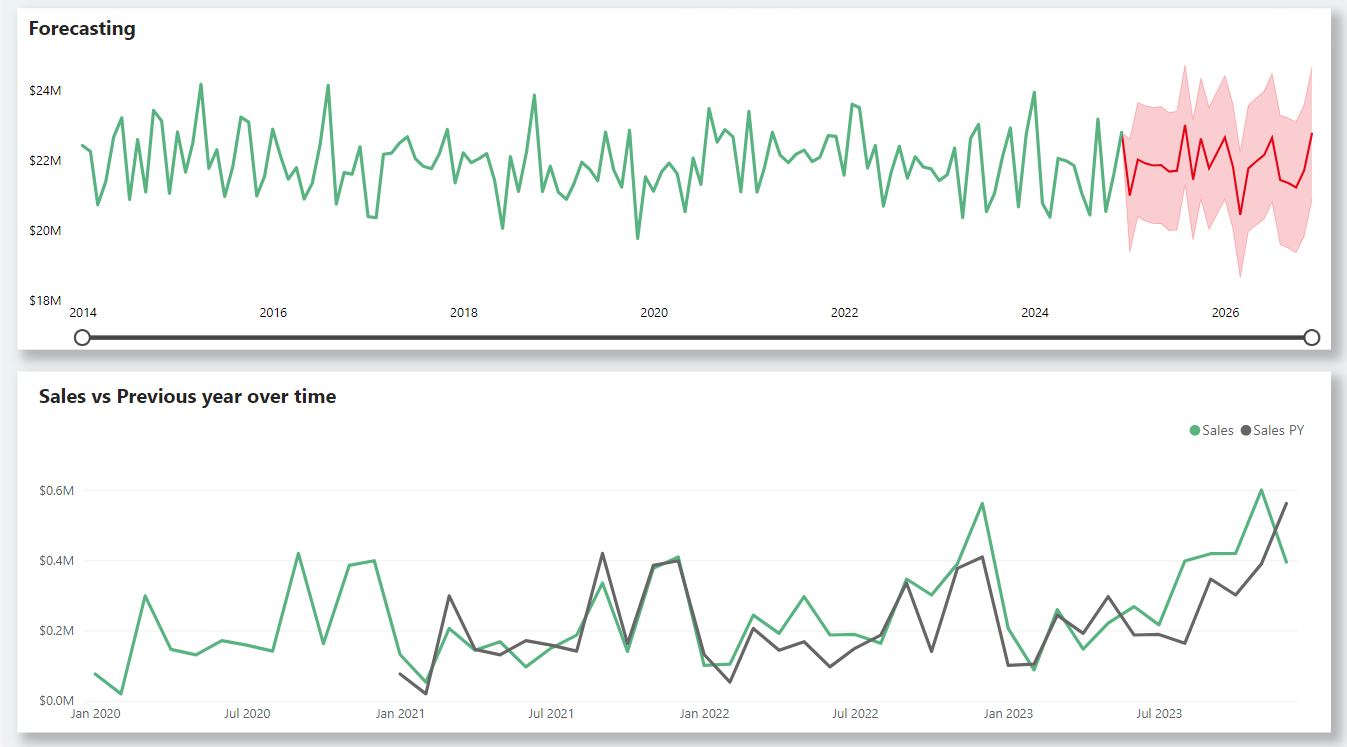 Forecasting
$24M
$22M
$20M
$18M
2014 2016 2018 2020 2022 2024 2026
Sales vs Previous year over time
Sales Sales PY
$0.6M
$0.4M
$0.2M
$0.0M
Jan 2020 Jul 2020 Jan 2021 Jul 2021 Jan 2022 Jul 2022 Jan 2023 Jul 2023